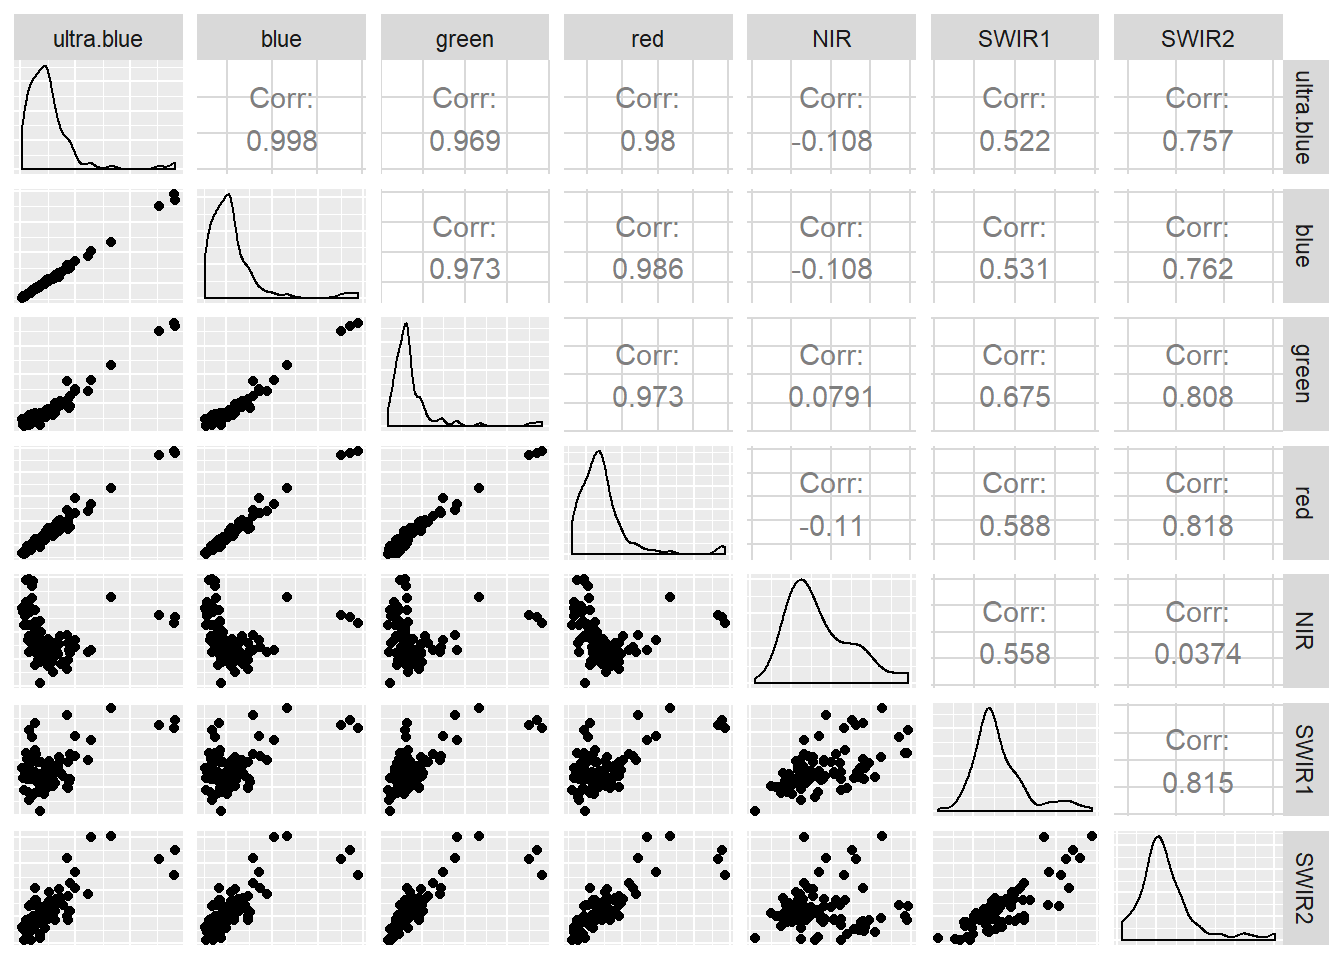 ultra.blue blue green red NIR SWIR1 SWIR2
Corr: Corr: Corr: Corr: Corr: Corr: ultra.blue
0.998 0.969 0.98 -0.108 0.522 0.757
Corr: Corr: Corr: Corr: Corr: blue
0.973 0.986 -0.108 0.531 0.762
Corr: Corr: Corr: Corr: green
0.973 0.0791 0.675 0.808
Corr: Corr: Corr: red
-0.11 0.588 0.818
Corr: Corr: NIR
0.558 0.0374
Corr: SWIR1
0.815
SWIR2